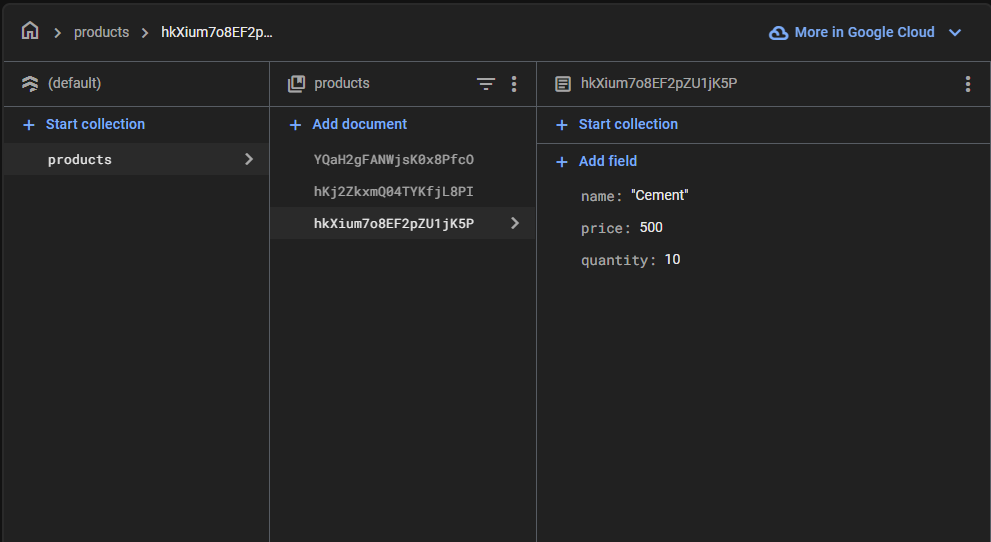 products
hkXium7o8EF2p…
More in Google Cloud
(default)
products
hkXium7o8EF2pZU1jK5P
Start collection
Add document
Start collection
products
YQaH2gFANWjsK0x8PfcO
hKj2ZkxmQ04TYKfjL8PI
hkXium7o8EF2pZU1jK5P
Add field
name: "Cement"
price: 500
quantity: 10